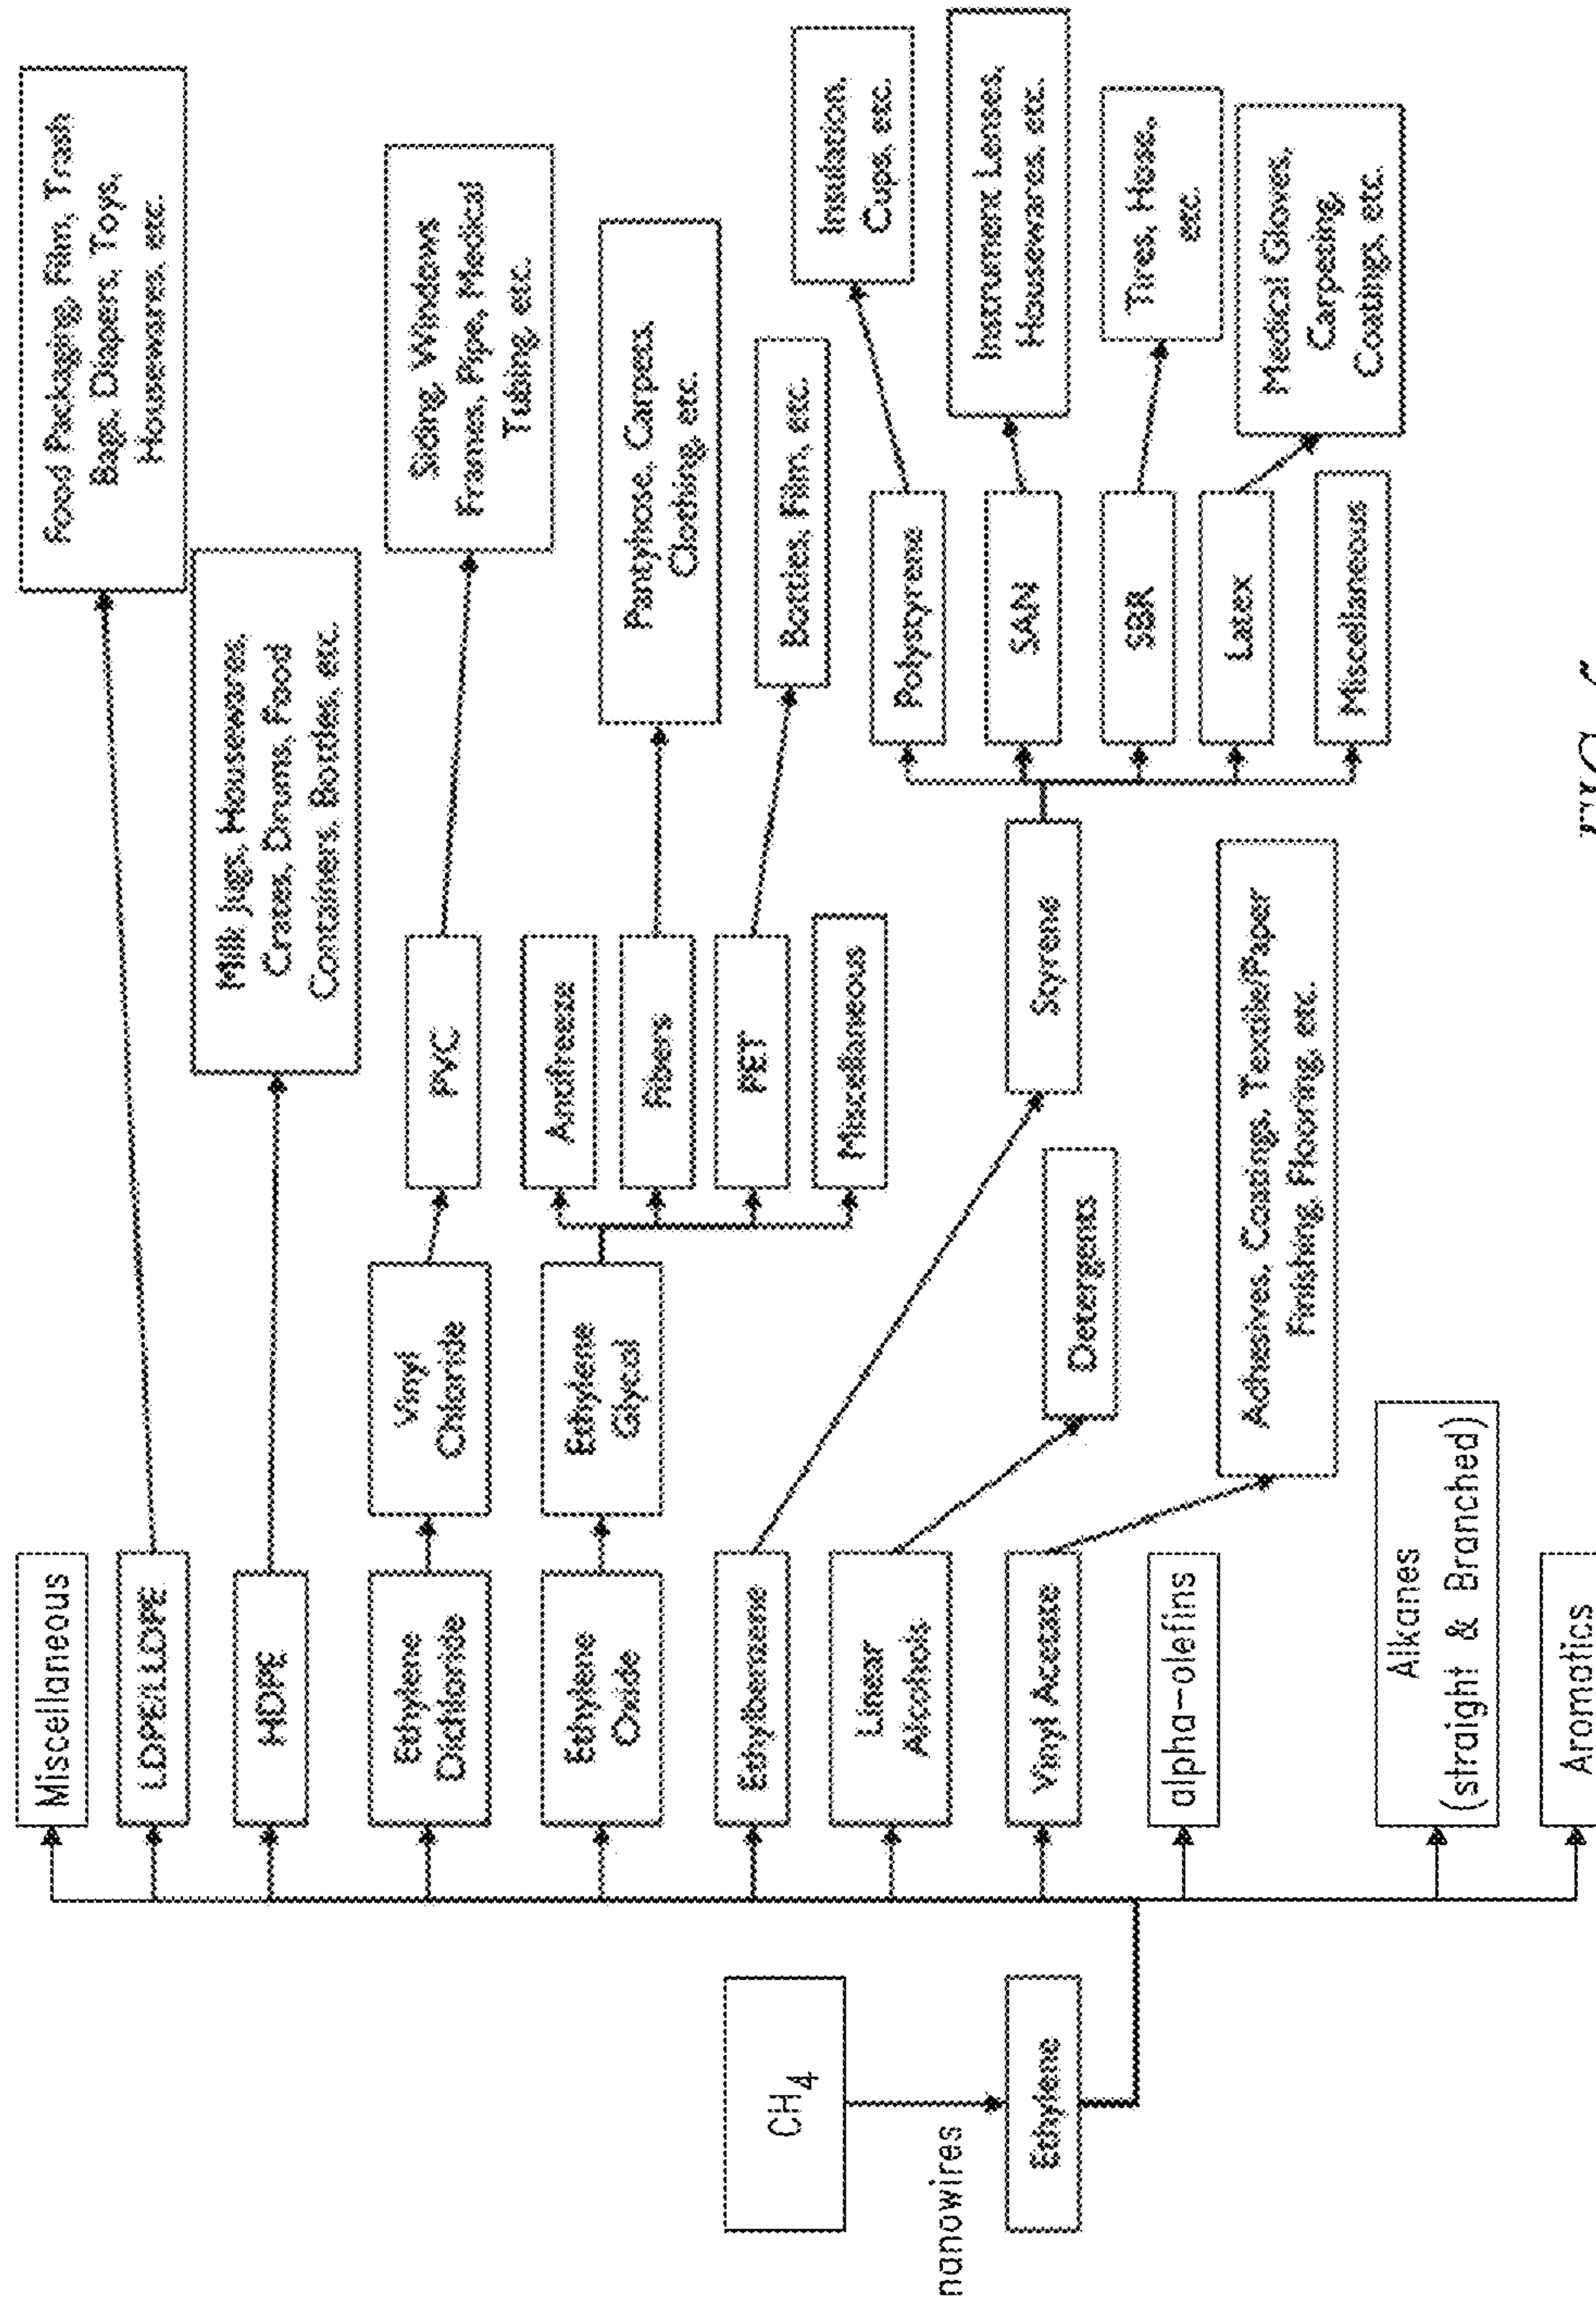 CH4
nanowires
Ethylene
Miscellaneous
LDPE/LLDPE
Food Packaging, Film, Trash
Bags, Diapers, Toys,
Housewares, etc.
HDPE
Milk Jugs, Housewares,
Crates, Drums, Food
Containers, Bottles, etc.
Ethylene
Dichloride
Vinyl
Chloride
PVC
Siding, Windows
Frames, Pipe, Medical
Tubing, etc.
Ethylene
Oxide
Ethylene
Glycol
Antifreeze
Fibers
Pantyhose, Carpets,
Clothing, etc.
PET
Bottles, Film, etc.
Miscellaneous
Ethylbenzene
Styrene
Polystyrene
Insulation,
Cups, etc.
SAN
Instrument Lenses,
Housewares, etc.
SBR
Tires, Hose,
etc.
Latex
Medical Gloves,
Carpeting,
Coatings, etc.
Miscellaneous
Linear
Alcohols
Detergents
Vinyl Acetate
Adhesives, Coatings, Textile/Paper
Finishing, Flooring, etc.
alpha-olefins
Alkanes
(straight & Branched)
Aromatics